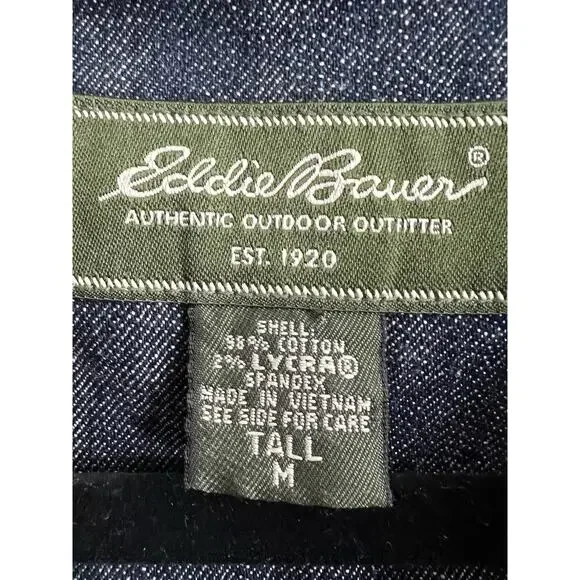 Eddie Bauer®
AUTHENTIC OUTDOOR OUTFITTER
EST. 1920
SHELL:
98% COTTON
2% LYCRA®
SPANDEX
MADE IN VIETNAM
SEE SIDE FOR CARE
TALL
M